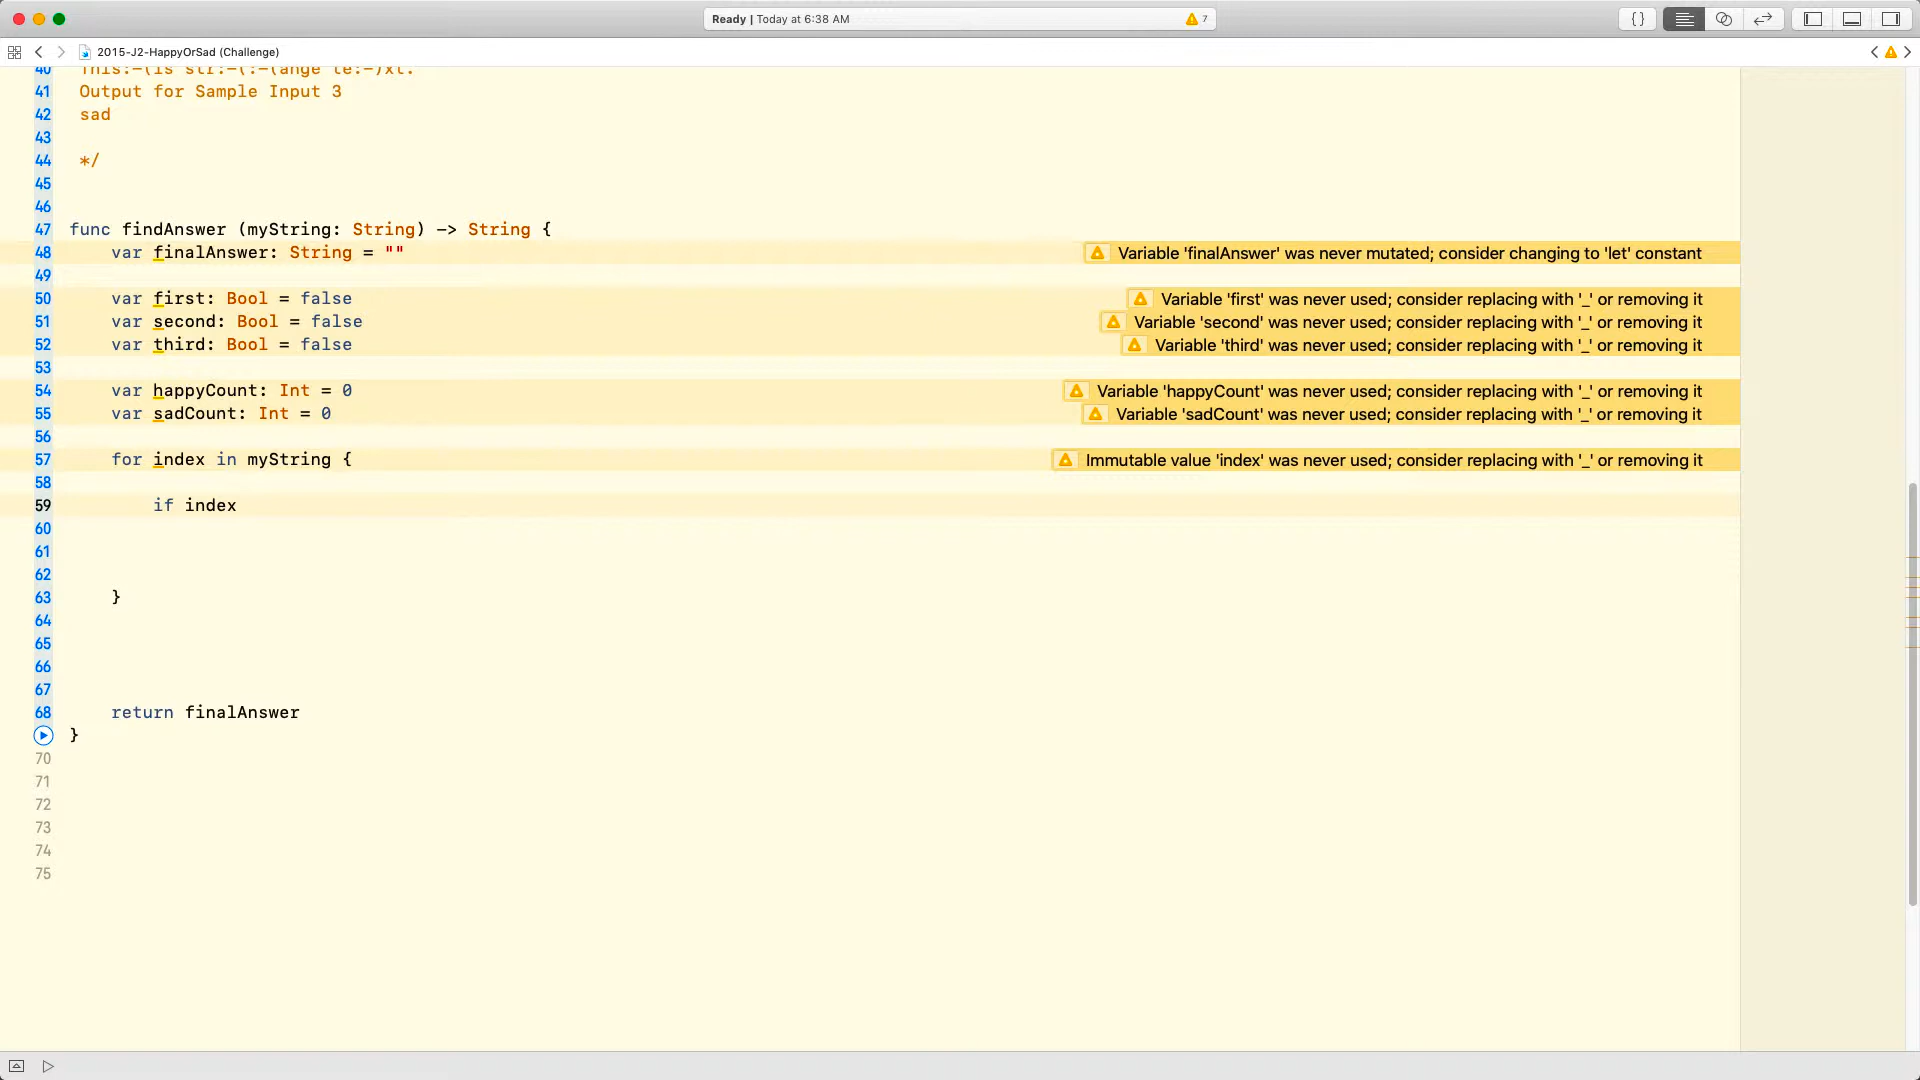 Ready | Today at 6:38 AM
7
{ }
2015-J2-HappyOrSad (Challenge)
40 This:-(is str:-(:-(ange te:-)xt.
41 Output for Sample Input 3
42 sad
43
44 */
45
46
47 func findAnswer (myString: String) -> String {
48 var finalAnswer: String = "" Variable 'finalAnswer' was never mutated; consider changing to 'let' constant
49
50 var first: Bool = false Variable 'first' was never used; consider replacing with '_' or removing it
51 var second: Bool = false Variable 'second' was never used; consider replacing with '_' or removing it
52 var third: Bool = false Variable 'third' was never used; consider replacing with '_' or removing it
53
54 var happyCount: Int = 0 Variable 'happyCount' was never used; consider replacing with '_' or removing it
55 var sadCount: Int = 0 Variable 'sadCount' was never used; consider replacing with '_' or removing it
56
57 for index in myString { Immutable value 'index' was never used; consider replacing with '_' or removing it
58
59 if index
60
61
62
63 }
64
65
66
67
68 return finalAnswer
}
70
71
72
73
74
75